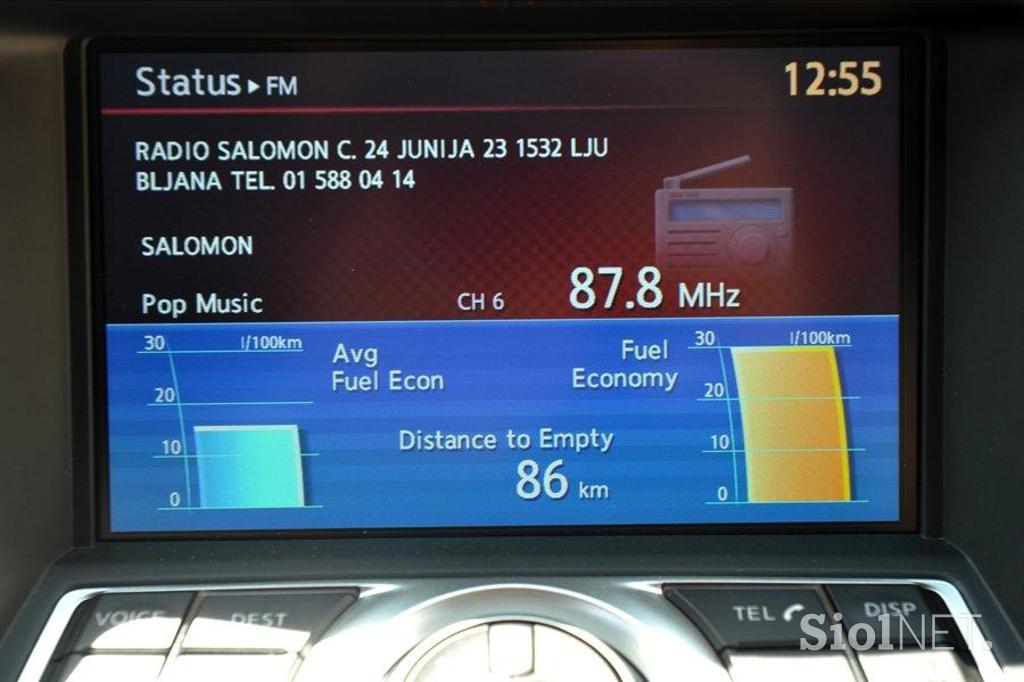 Status ▸ FM
12:55
RADIO SALOMON C. 24 JUNIJA 23 1532 LJU
BLJANA TEL. 01 588 04 14
SALOMON
Pop Music
CH 6
87.8 MHz
30
l/100km
20
10
0
Avg
Fuel Econ
Fuel
Economy
30
l/100km
20
10
0
Distance to Empty
86 km
VOICE
DEST
TEL
DISP
SiolNET.